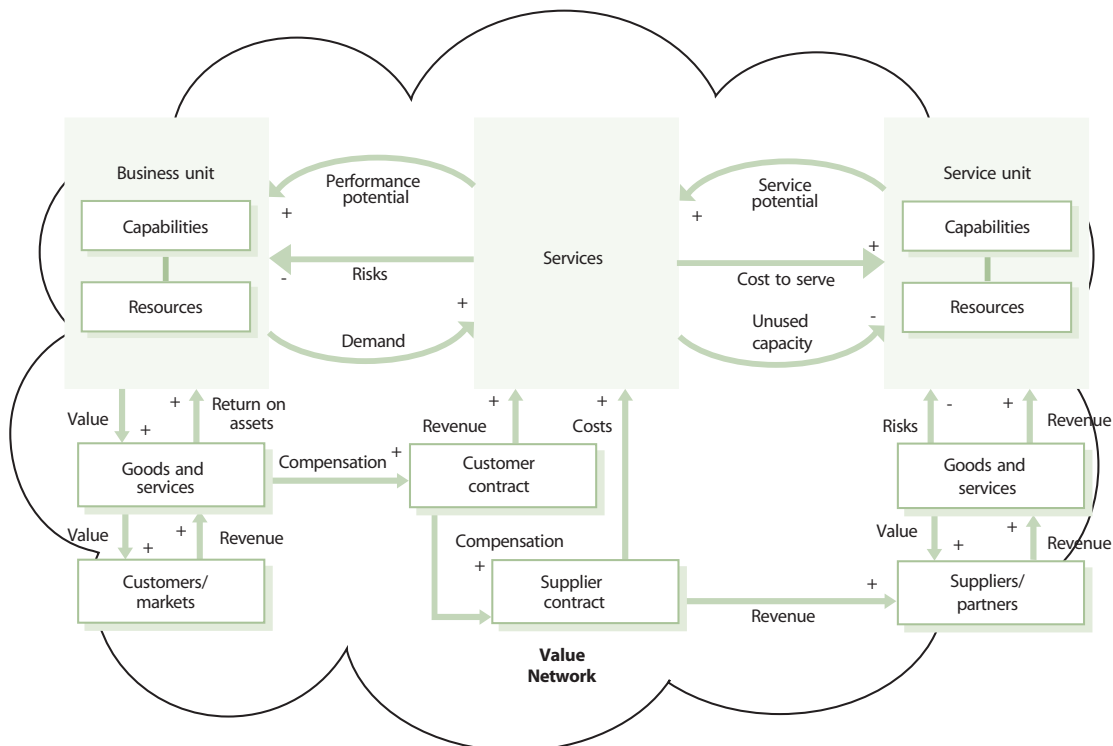 Business unit
Capabilities
Resources
Performance
potential
+
Risks
-
+
Demand
Services
Service
potential
+
+
Cost to serve
-
Unused
capacity
Service unit
Capabilities
Resources
Value
+
+
Return on
assets
Goods and
services
Value
+
+
Revenue
Customers/
markets
Compensation
+
Revenue
+
Costs
+
Customer
contract
Compensation
+
Supplier
contract
Revenue
+
Risks
-
+
Revenue
Goods and
services
Value
+
+
Revenue
Suppliers/
partners
Value
Network